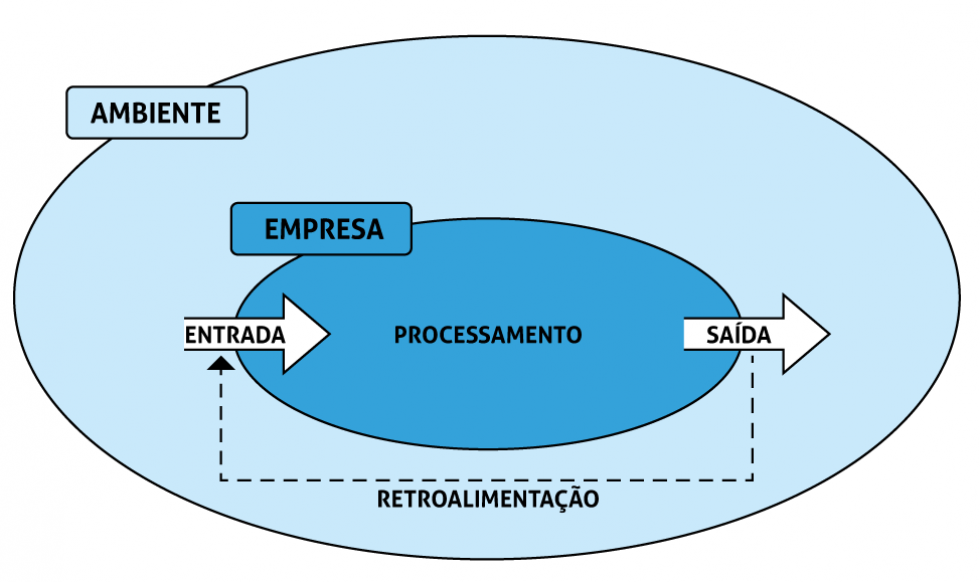 AMBIENTE
EMPRESA
ENTRADA
PROCESSAMENTO
SAÍDA
RETROALIMENTAÇÃO